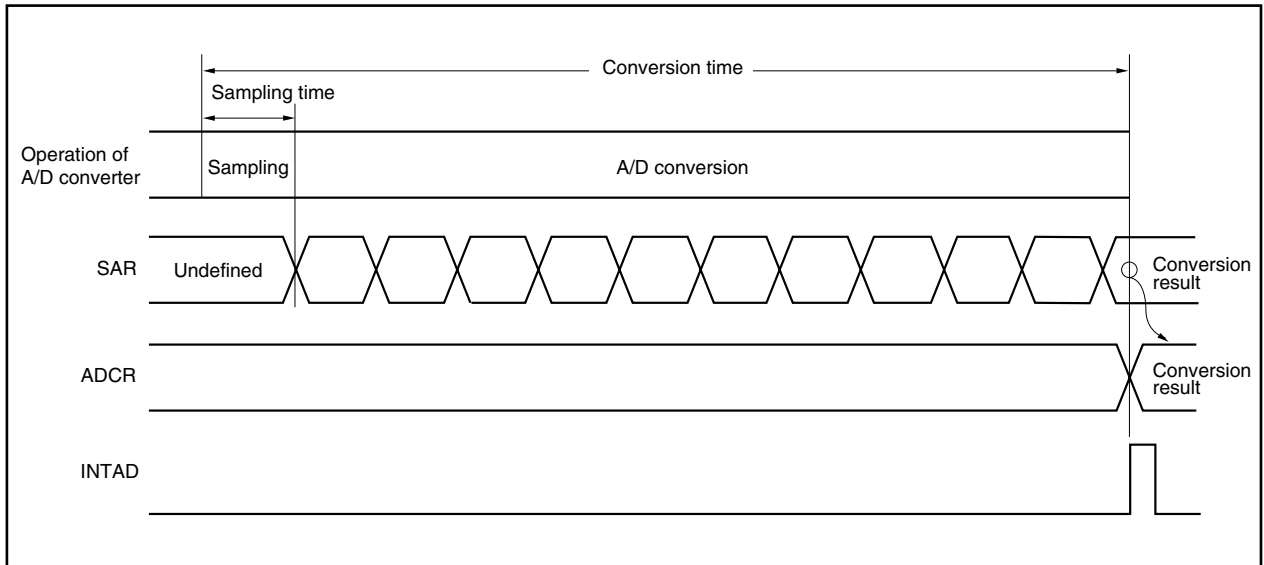 Conversion time
Sampling time
Operation of
A/D converter
Sampling
A/D conversion
SAR
Undefined
Conversion
result
ADCR
Conversion
result
INTAD